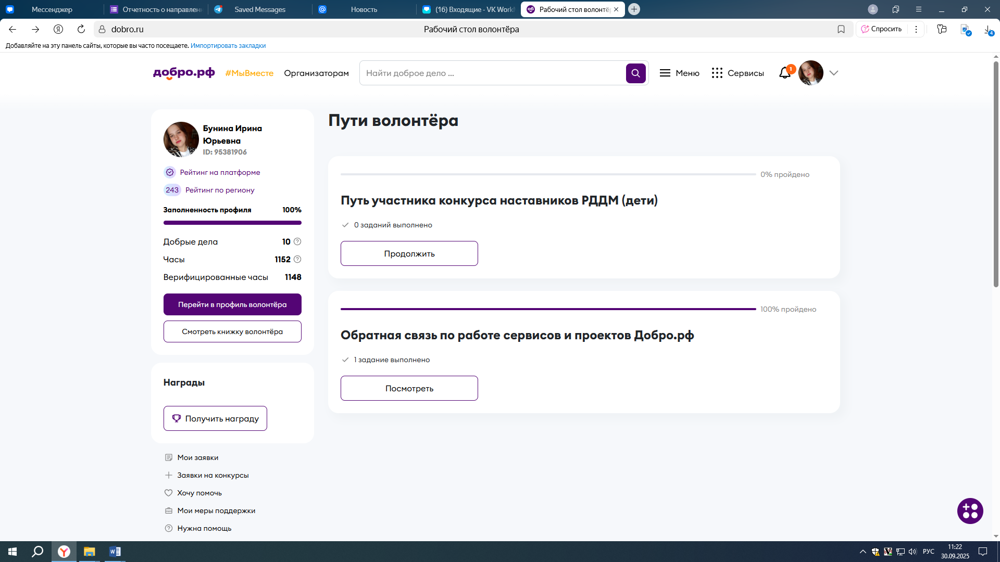 Мессенджер
Отчетность о направлен
Saved Messages
Новость
(16) Входящие - VK Work
Рабочий стол волонтё
dobro.ru
Рабочий стол волонтёра
Спросить
4
Добавляйте на эту панель сайты, которые вы часто посещаете. Импортировать закладки
добро.рф
#МыВместе
Организаторам
Найти доброе дело ...
Меню
Сервисы
1
Бунина Ирина
Юрьевна
ID: 95381906
Рейтинг на платформе
243 Рейтинг по региону
Заполненность профиля 100%
Добрые дела 10
Часы 1152
Верифицированные часы 1148
Перейти в профиль волонтёра
Смотреть книжку волонтёра
Награды
Получить награду
Мои заявки
Заявки на конкурсы
Хочу помочь
Мои меры поддержки
Нужна помощь
Пути волонтёра
0% пройдено
Путь участника конкурса наставников РДДМ (дети)
0 заданий выполнено
Продолжить
100% пройдено
Обратная связь по работе сервисов и проектов Добро.рф
1 задание выполнено
Посмотреть
РУС
11:22
30.09.2025